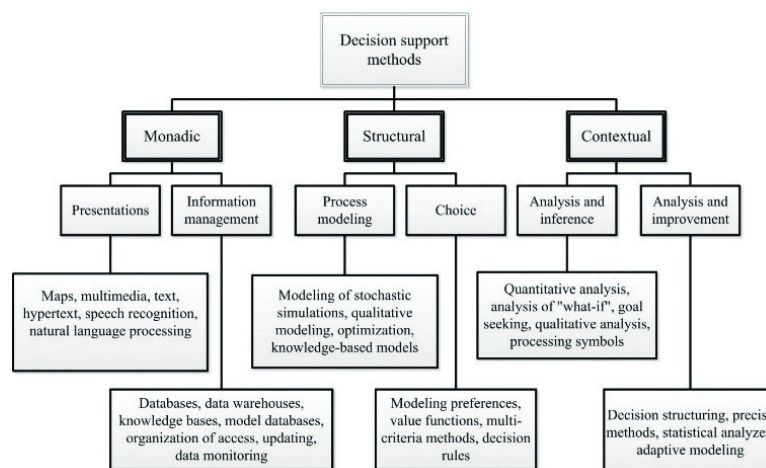 Decision support
methods
Monadic
Structural
Contextual
Presentations
Information
management
Process
modeling
Choice
Analysis and
inference
Analysis and
improvement
Maps, multimedia, text,
hypertext, speech recognition,
natural language processing
Modeling of stochastic
simulations, qualitative
modeling, optimization,
knowledge-based models
Quantitative analysis,
analysis of "what-if", goal
seeking, qualitative analysis,
processing symbols
Databases, data warehouses,
knowledge bases, model databases,
organization of access, updating,
data monitoring
Modeling preferences,
value functions, multi-
criteria methods, decision
rules
Decision structuring, precis
methods, statistical analyze
adaptive modeling